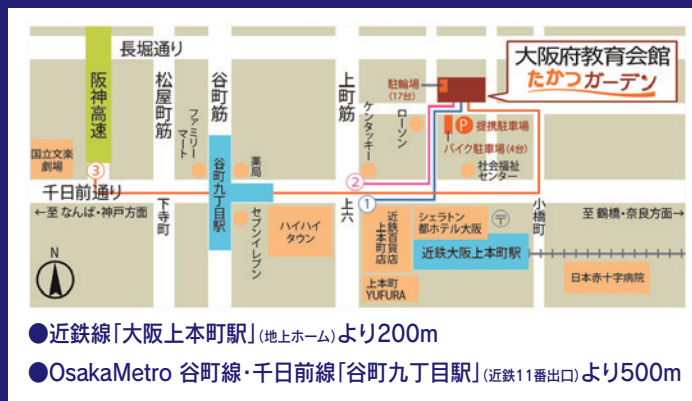 長堀通り
阪神高速
松屋町筋
谷町筋
上町筋
大阪府教育会館
たかつガーデン
駐輪場
(17台)
ファミリーマート
ケンタッキー
ローソン
P 提携駐車場
バイク駐車場(4台)
国立文楽
劇場
③
薬局
谷町九丁目駅
②
社会福祉
センター
千日前通り
①
←至 なんば・神戸方面
下寺町
セブンイレブン
ハイハイ
タウン
上六
近鉄百貨店
上本町店
シェラトン
都ホテル大阪
〒
小橋町
至 鶴橋・奈良方面→
近鉄大阪上本町駅
N
上本町
YUFURA
日本赤十字病院
●近鉄線「大阪上本町駅」(地上ホーム)より200m
●OsakaMetro 谷町線・千日前線「谷町九丁目駅」(近鉄11番出口)より500m